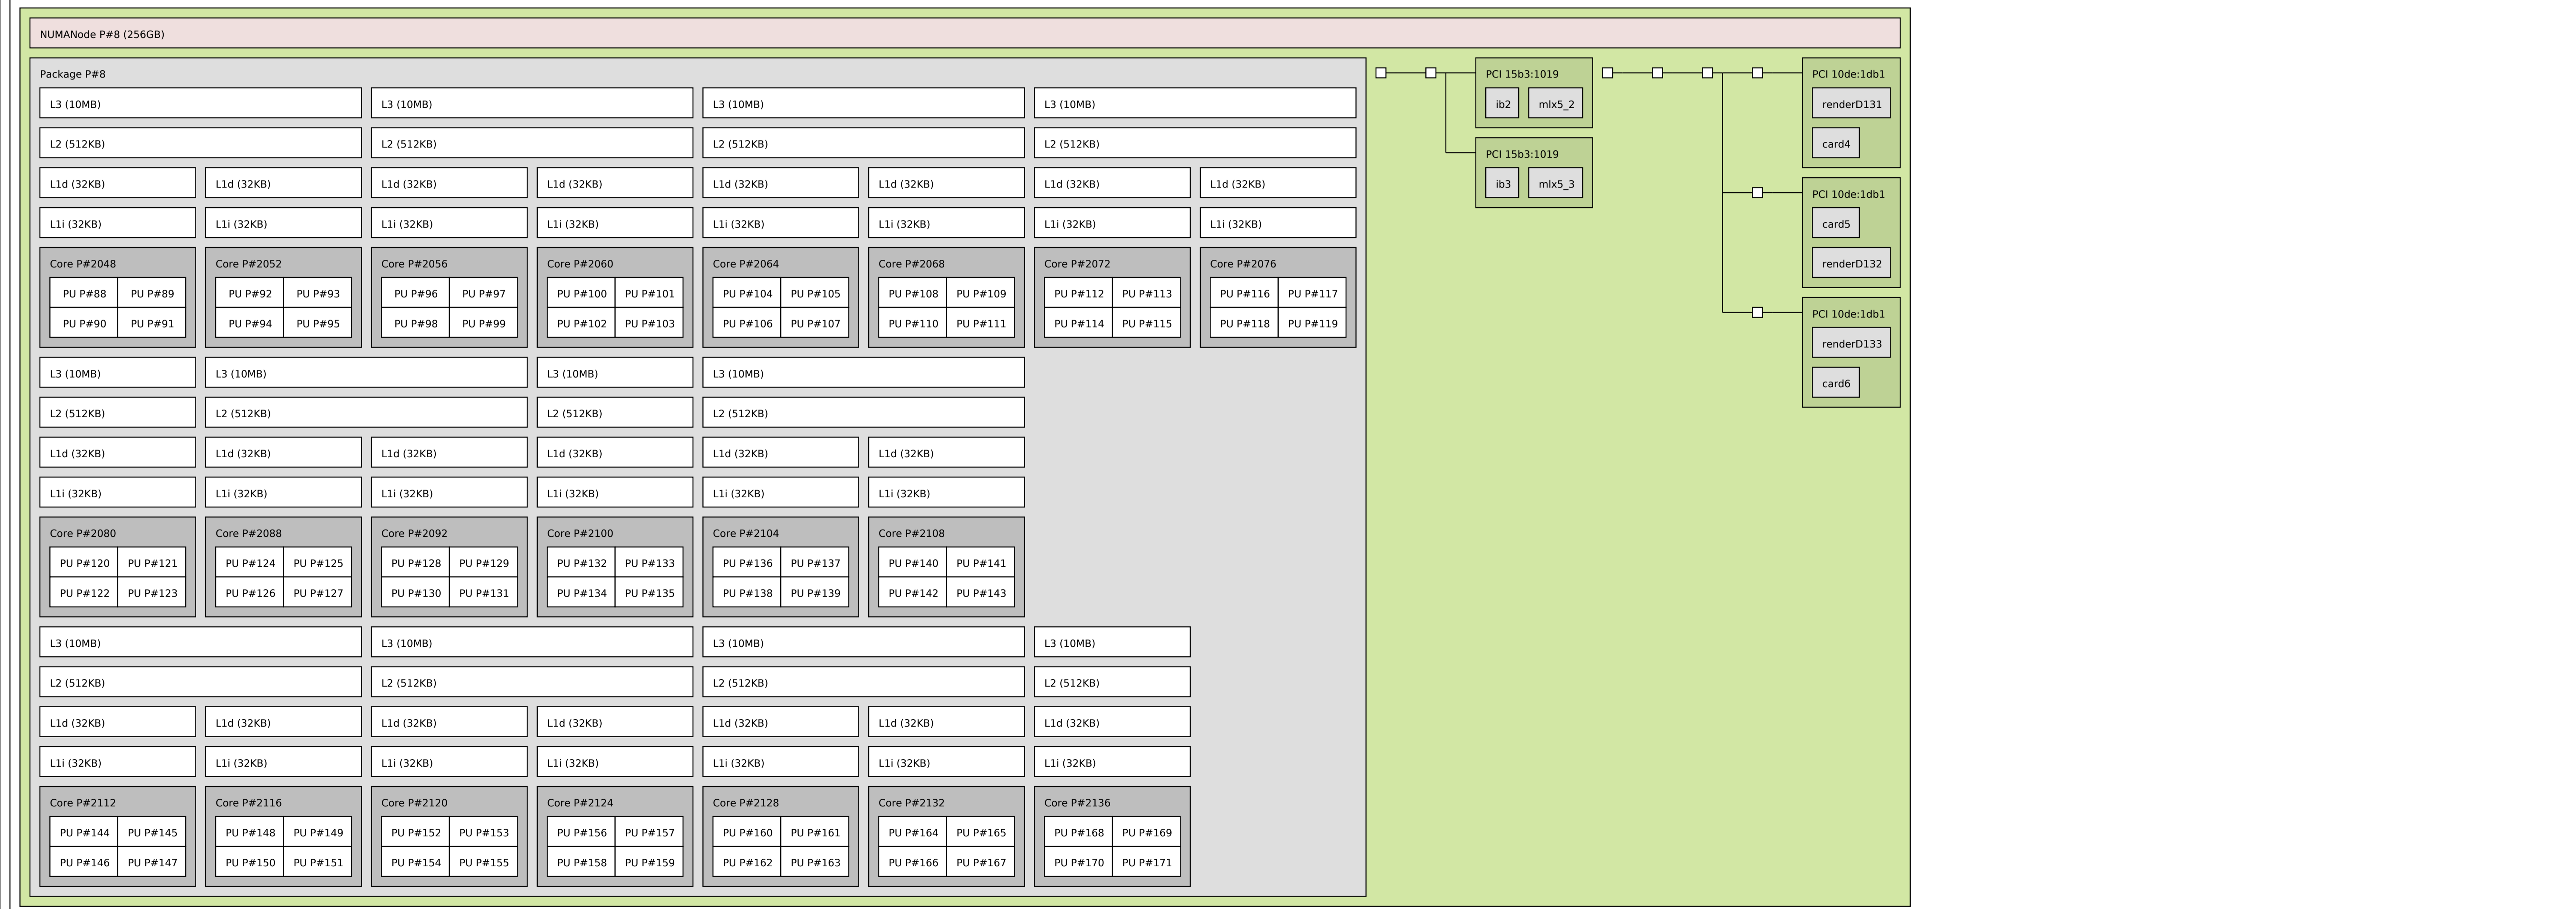 NUMANode P#8 (256GB)
Package P#8
L3 (10MB) L3 (10MB) L3 (10MB) L3 (10MB)
L2 (512KB) L2 (512KB) L2 (512KB) L2 (512KB)
L1d (32KB) L1d (32KB) L1d (32KB) L1d (32KB) L1d (32KB) L1d (32KB) L1d (32KB) L1d (32KB)
L1i (32KB) L1i (32KB) L1i (32KB) L1i (32KB) L1i (32KB) L1i (32KB) L1i (32KB) L1i (32KB)
Core P#2048 Core P#2052 Core P#2056 Core P#2060 Core P#2064 Core P#2068 Core P#2072 Core P#2076
PU P#88 PU P#89 PU P#92 PU P#93 PU P#96 PU P#97 PU P#100 PU P#101 PU P#104 PU P#105 PU P#108 PU P#109 PU P#112 PU P#113 PU P#116 PU P#117
PU P#90 PU P#91 PU P#94 PU P#95 PU P#98 PU P#99 PU P#102 PU P#103 PU P#106 PU P#107 PU P#110 PU P#111 PU P#114 PU P#115 PU P#118 PU P#119
L3 (10MB) L3 (10MB) L3 (10MB) L3 (10MB)
L2 (512KB) L2 (512KB) L2 (512KB) L2 (512KB)
L1d (32KB) L1d (32KB) L1d (32KB) L1d (32KB) L1d (32KB) L1d (32KB)
L1i (32KB) L1i (32KB) L1i (32KB) L1i (32KB) L1i (32KB) L1i (32KB)
Core P#2080 Core P#2088 Core P#2092 Core P#2100 Core P#2104 Core P#2108
PU P#120 PU P#121 PU P#124 PU P#125 PU P#128 PU P#129 PU P#132 PU P#133 PU P#136 PU P#137 PU P#140 PU P#141
PU P#122 PU P#123 PU P#126 PU P#127 PU P#130 PU P#131 PU P#134 PU P#135 PU P#138 PU P#139 PU P#142 PU P#143
L3 (10MB) L3 (10MB) L3 (10MB) L3 (10MB)
L2 (512KB) L2 (512KB) L2 (512KB) L2 (512KB)
L1d (32KB) L1d (32KB) L1d (32KB) L1d (32KB) L1d (32KB) L1d (32KB) L1d (32KB)
L1i (32KB) L1i (32KB) L1i (32KB) L1i (32KB) L1i (32KB) L1i (32KB) L1i (32KB)
Core P#2112 Core P#2116 Core P#2120 Core P#2124 Core P#2128 Core P#2132 Core P#2136
PU P#144 PU P#145 PU P#148 PU P#149 PU P#152 PU P#153 PU P#156 PU P#157 PU P#160 PU P#161 PU P#164 PU P#165 PU P#168 PU P#169
PU P#146 PU P#147 PU P#150 PU P#151 PU P#154 PU P#155 PU P#158 PU P#159 PU P#162 PU P#163 PU P#166 PU P#167 PU P#170 PU P#171
PCI 15b3:1019
ib2 mlx5_2
PCI 15b3:1019
ib3 mlx5_3
PCI 10de:1db1
renderD131
card4
PCI 10de:1db1
card5
renderD132
PCI 10de:1db1
renderD133
card6